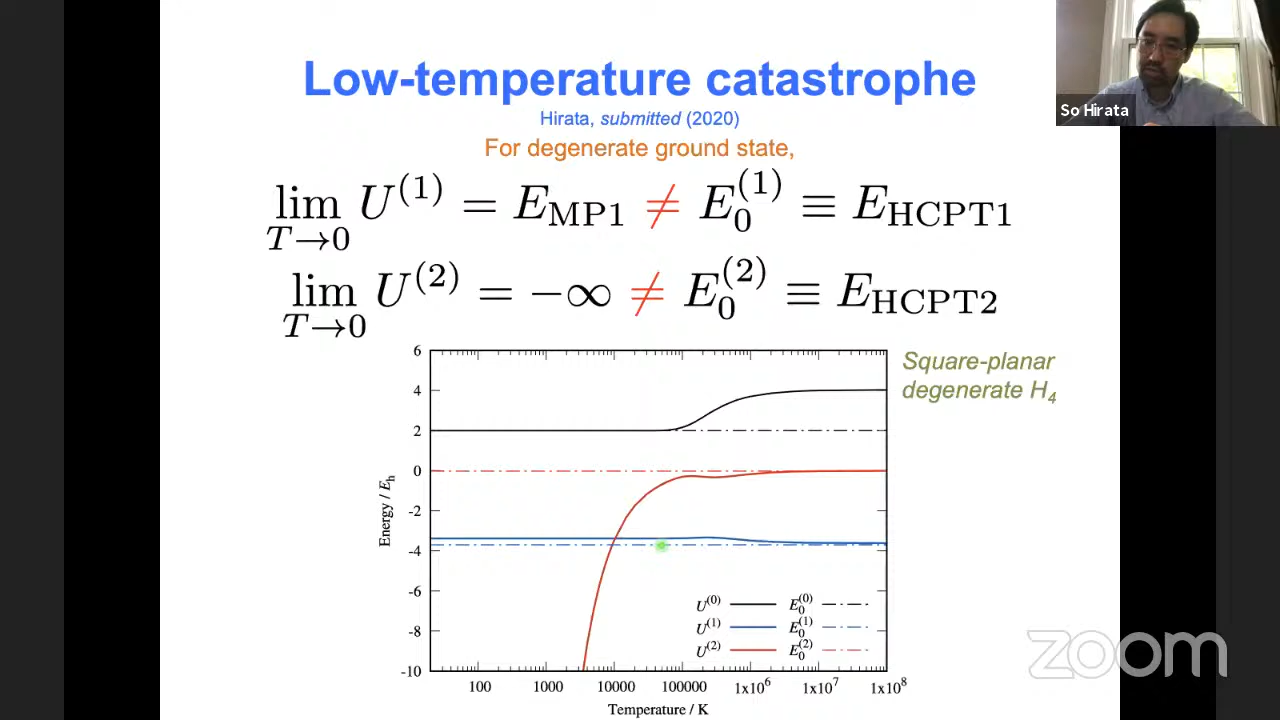 Low-temperature catastrophe
Hirata, submitted (2020)
For degenerate ground state,
lim T→0 U^(1) = E_MP1 ≠ E_0^(1) ≡ E_HCPT1
lim T→0 U^(2) = −∞ ≠ E_0^(2) ≡ E_HCPT2
So Hirata
Square-planar
degenerate H4
6
4
2
0
-2
-4
-6
-8
-10
Energy / E_h
U^(0) E_0^(0)
U^(1) E_0^(1)
U^(2) E_0^(2)
100 1000 10000 100000 1x10^6 1x10^7 1x10^8
Temperature / K
zoom